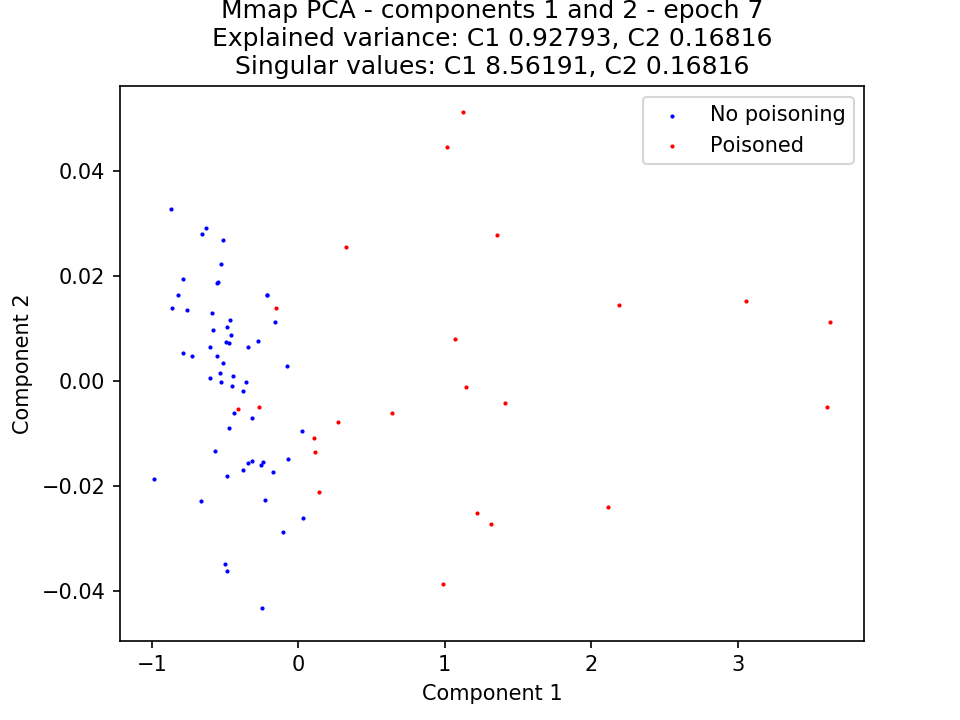 Mmap PCA - components 1 and 2 - epoch 7
Explained variance: C1 0.92793, C2 0.16816
Singular values: C1 8.56191, C2 0.16816
No poisoning
Poisoned
0.04
0.02
0.00
−0.02
−0.04
Component 2
−1
0
1
2
3
Component 1